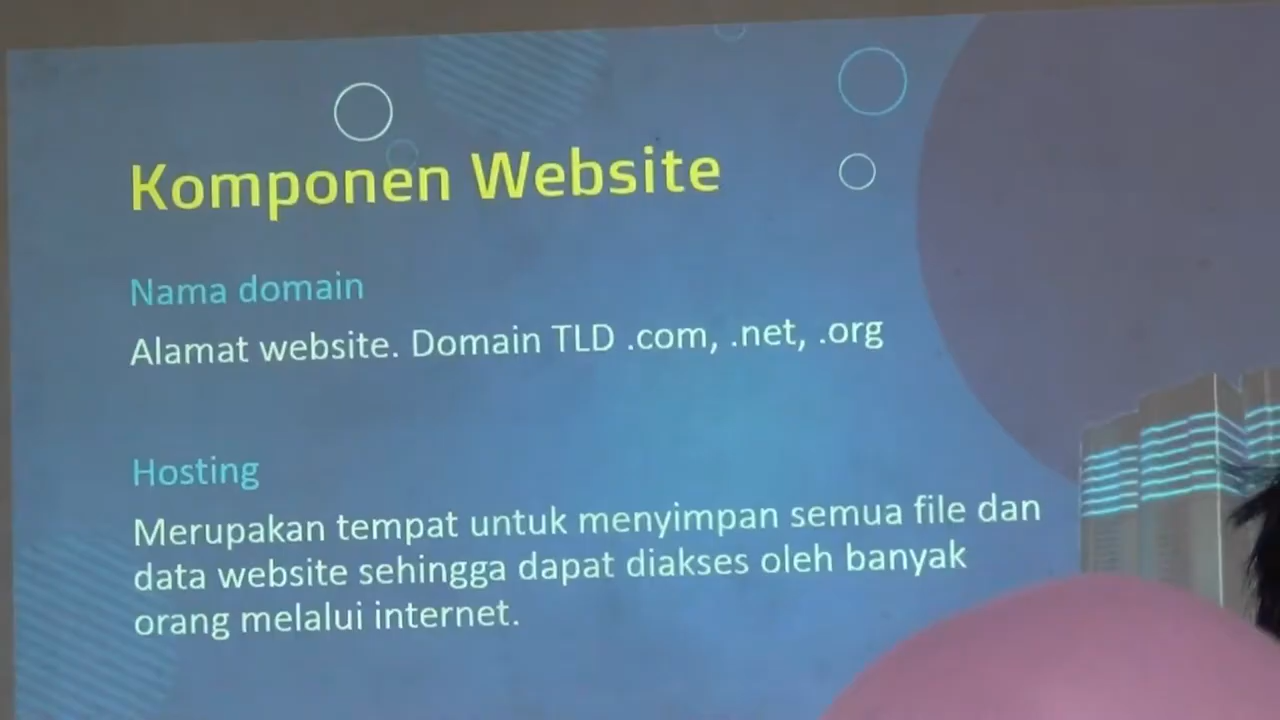 Komponen Website
Nama domain
Alamat website. Domain TLD .com, .net, .org
Hosting
Merupakan tempat untuk menyimpan semua file dan
data website sehingga dapat diakses oleh banyak
orang melalui internet.